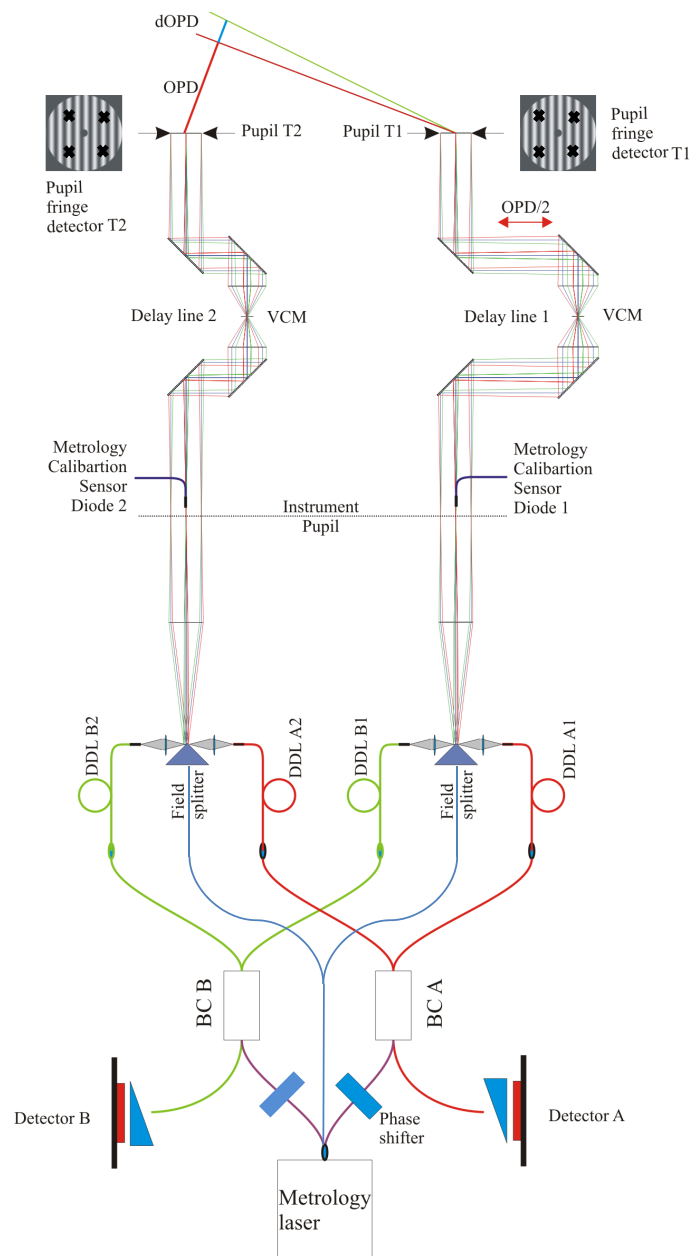 dOPD
OPD
Pupil T2
Pupil T1
Pupil
fringe
detector T1
Pupil
fringe
detector T2
OPD/2
Delay line 2
VCM
Delay line 1
VCM
Metrology
Calibartion
Sensor
Diode 2
Metrology
Calibartion
Sensor
Diode 1
Instrument
Pupil
DDL B2
Field
splitter
DDL A2
DDL B1
Field
splitter
DDL A1
BC B
BC A
Detector B
Phase
shifter
Detector A
Metrology
laser